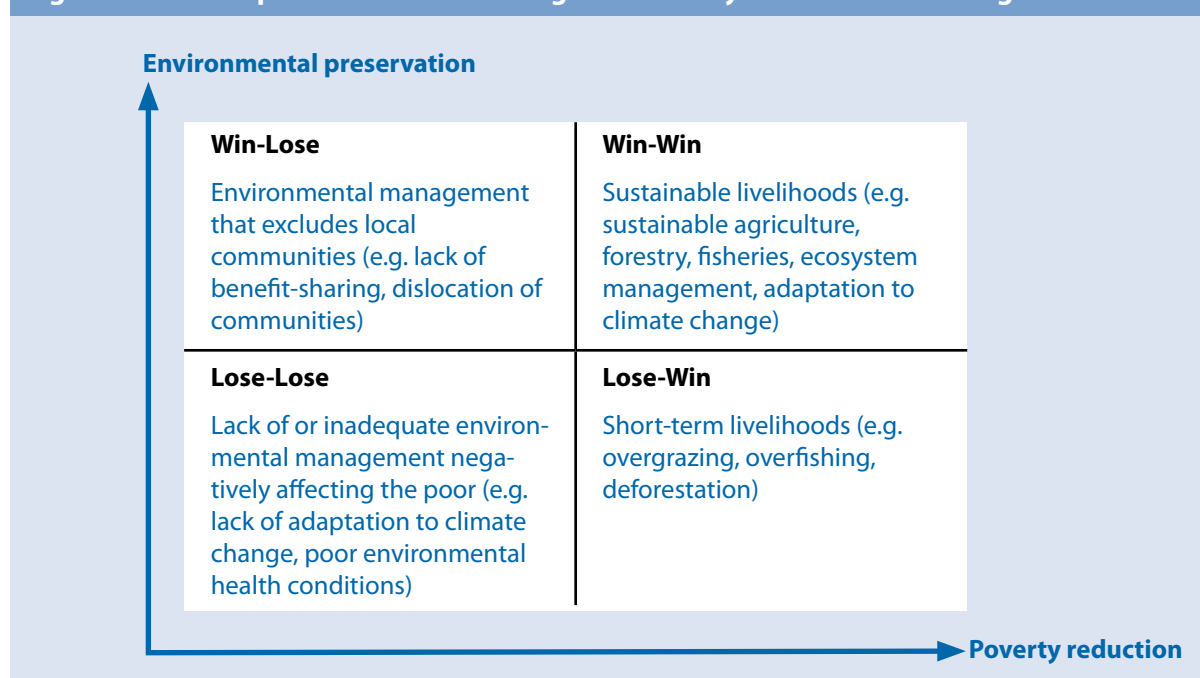 Environmental preservation
Win-Lose
Environmental management
that excludes local
communities (e.g. lack of
benefit-sharing, dislocation of
communities)
Win-Win
Sustainable livelihoods (e.g.
sustainable agriculture,
forestry, fisheries, ecosystem
management, adaptation to
climate change)
Lose-Lose
Lack of or inadequate environ-
mental management nega-
tively affecting the poor (e.g.
lack of adaptation to climate
change, poor environmental
health conditions)
Lose-Win
Short-term livelihoods (e.g.
overgrazing, overfishing,
deforestation)
Poverty reduction